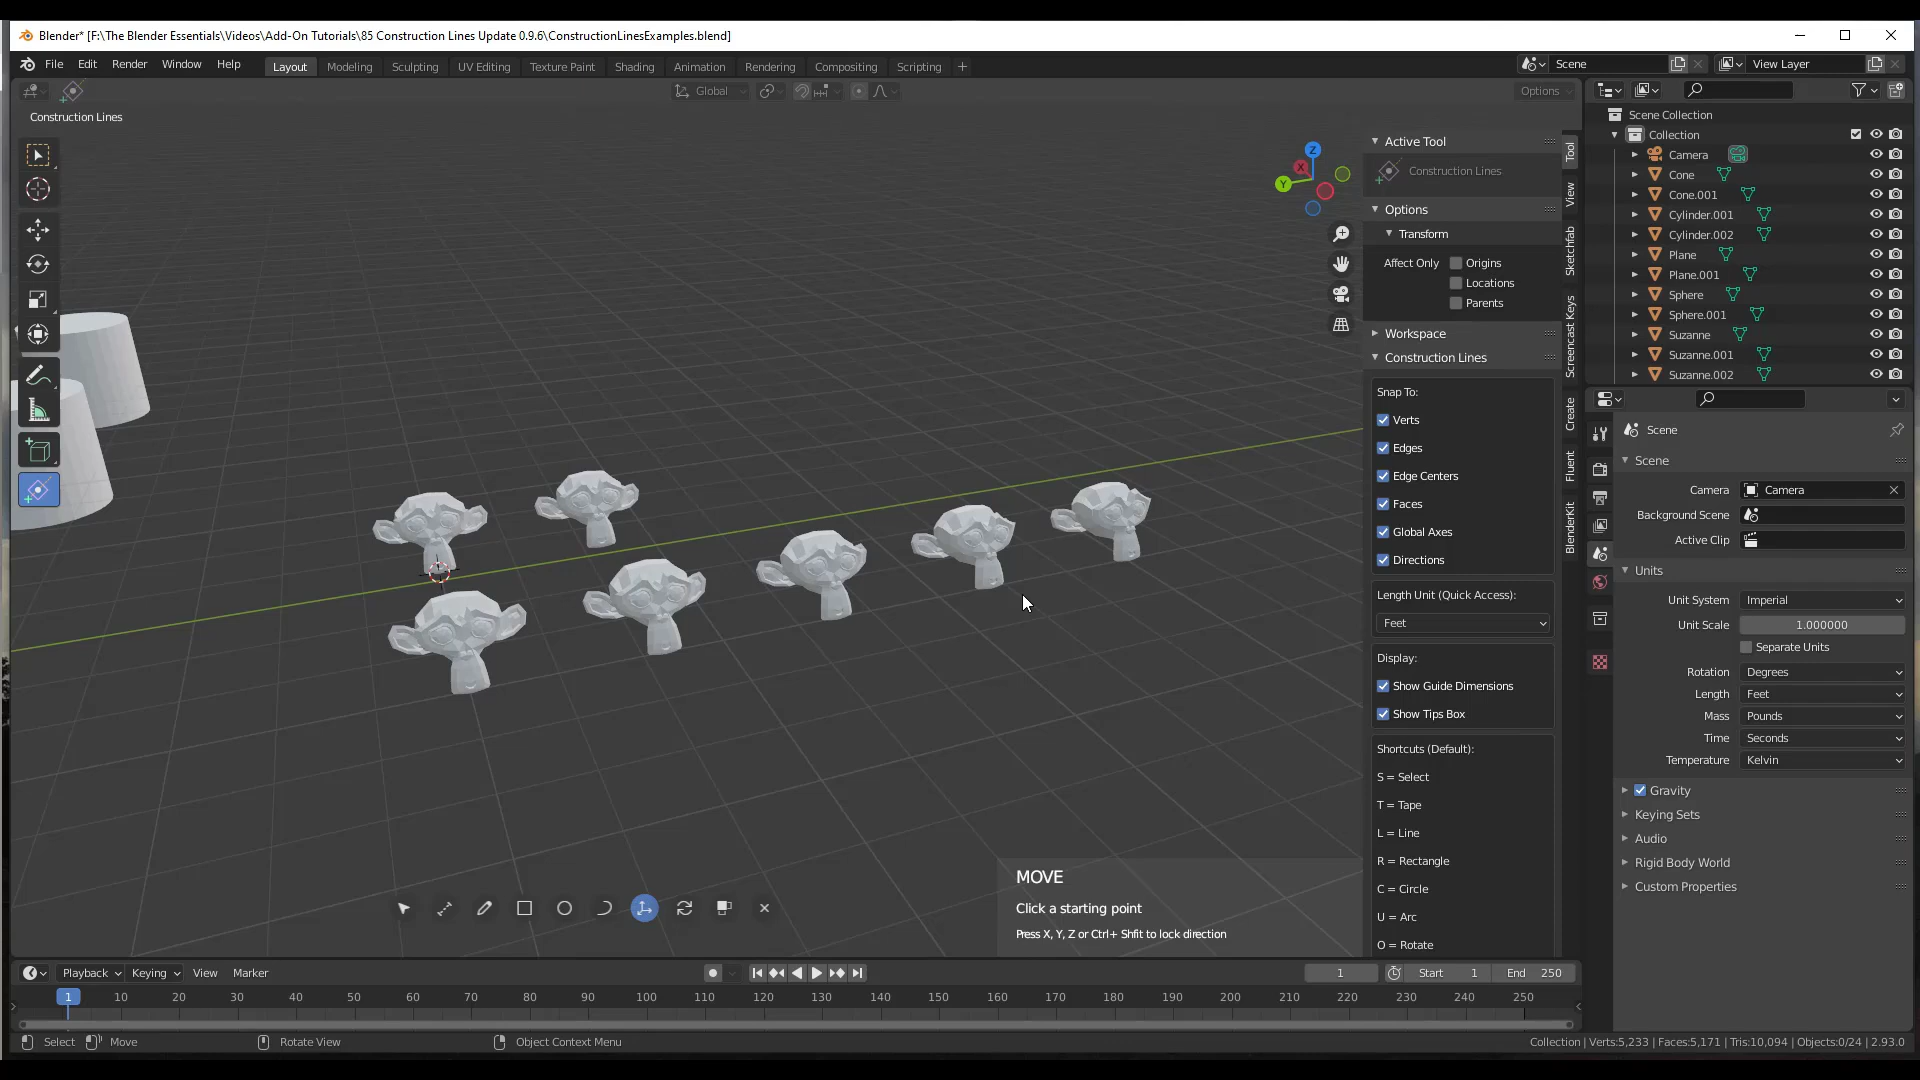 Blender* [F:\The Blender Essentials\Videos\Add-On Tutorials\85 Construction Lines Update 0.9.6\ConstructionLinesExamples.blend]
File Edit Render Window Help
Layout Modeling Sculpting UV Editing Texture Paint Shading Animation Rendering Compositing Scripting +
Scene
View Layer
Global
Options
Construction Lines
Z
X
Y
Active Tool
Construction Lines
Options
Transform
Affect Only Origins
Locations
Parents
Workspace
Construction Lines
Snap To:
Verts
Edges
Edge Centers
Faces
Global Axes
Directions
Length Unit (Quick Access):
Feet
Display:
Show Guide Dimensions
Show Tips Box
Shortcuts (Default):
S = Select
T = Tape
L = Line
R = Rectangle
C = Circle
U = Arc
O = Rotate
Tool
View
Sketchfab
Screencast Keys
Create
Fluent
BlenderKit
Scene Collection
Collection
Camera
Cone
Cone.001
Cylinder.001
Cylinder.002
Plane
Plane.001
Sphere
Sphere.001
Suzanne
Suzanne.001
Suzanne.002
Scene
Scene
Camera Camera
Background Scene
Active Clip
Units
Unit System Imperial
Unit Scale 1.000000
Separate Units
Rotation Degrees
Length Feet
Mass Pounds
Time Seconds
Temperature Kelvin
Gravity
Keying Sets
Audio
Rigid Body World
Custom Properties
MOVE
Click a starting point
Press X, Y, Z or Ctrl+ Shfit to lock direction
Playback Keying View Marker
1 Start 1 End 250
1 10 20 30 40 50 60 70 80 90 100 110 120 130 140 150 160 170 180 190 200 210 220 230 240 250
Select Move Rotate View Object Context Menu
Collection | Verts:5,233 | Faces:5,171 | Tris:10,094 | Objects:0/24 | 2.93.0